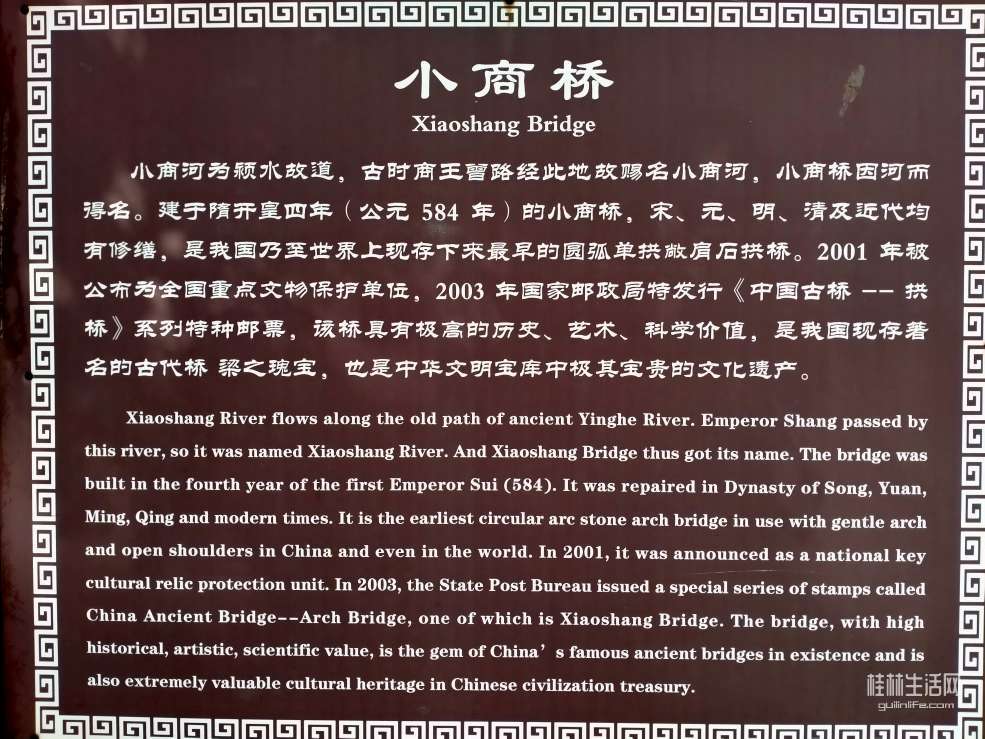 小商桥
Xiaoshang Bridge
小商河为颍水故道，古时商王曾路经此地故赐名小商河，小商桥因河而
得名。建于隋开皇四年（公元 584 年）的小商桥，宋、元、明、清及近代均
有修缮，是我国乃至世界上现存下来最早的圆弧单拱敞肩石拱桥。2001 年被
公布为全国重点文物保护单位，2003 年国家邮政局特发行《中国古桥 -- 拱
桥》系列特种邮票，该桥具有极高的历史、艺术、科学价值，是我国现存著
名的古代桥 梁之瑰宝，也是中华文明宝库中极其宝贵的文化遗产。
Xiaoshang River flows along the old path of ancient Yinghe River. Emperor Shang passed by
this river, so it was named Xiaoshang River. And Xiaoshang Bridge thus got its name. The bridge was
built in the fourth year of the first Emperor Sui (584). It was repaired in Dynasty of Song, Yuan,
Ming, Qing and modern times. It is the earliest circular arc stone arch bridge in use with gentle arch
and open shoulders in China and even in the world. In 2001, it was announced as a national key
cultural relic protection unit. In 2003, the State Post Bureau issued a special series of stamps called
China Ancient Bridge--Arch Bridge, one of which is Xiaoshang Bridge. The bridge, with high
historical, artistic, scientific value, is the gem of China’s famous ancient bridges in existence and is
also extremely valuable cultural heritage in Chinese civilization treasury.
桂林生活网
guilinlife.com